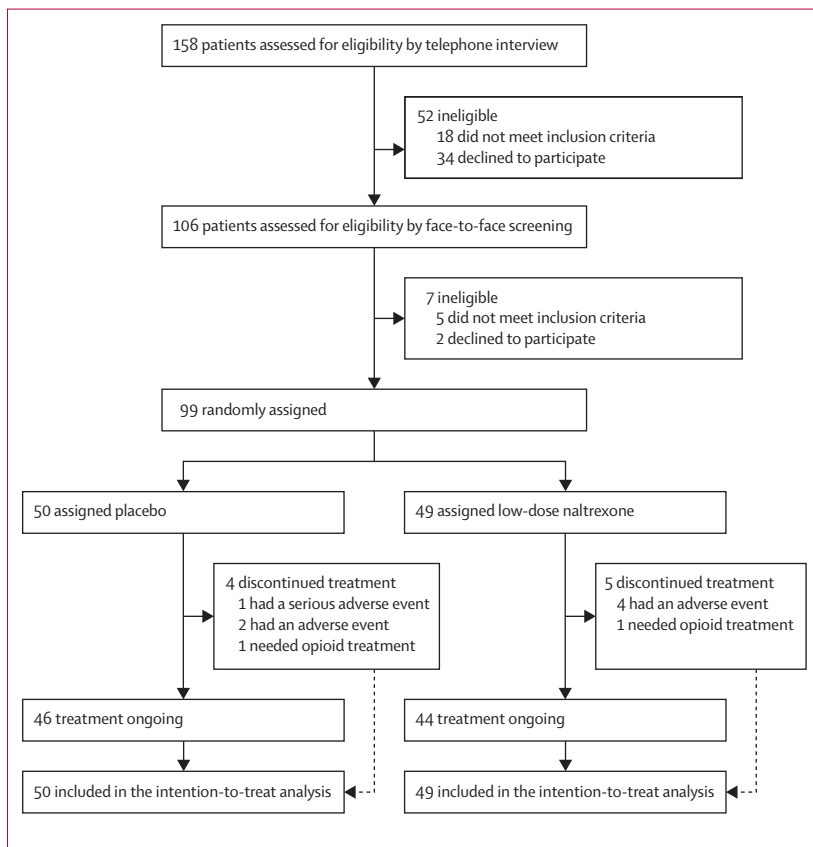 158 patients assessed for eligibility by telephone interview
52 ineligible
18 did not meet inclusion criteria
34 declined to participate
106 patients assessed for eligibility by face-to-face screening
7 ineligible
5 did not meet inclusion criteria
2 declined to participate
99 randomly assigned
50 assigned placebo
49 assigned low-dose naltrexone
4 discontinued treatment
1 had a serious adverse event
2 had an adverse event
1 needed opioid treatment
5 discontinued treatment
4 had an adverse event
1 needed opioid treatment
46 treatment ongoing
44 treatment ongoing
50 included in the intention-to-treat analysis
49 included in the intention-to-treat analysis